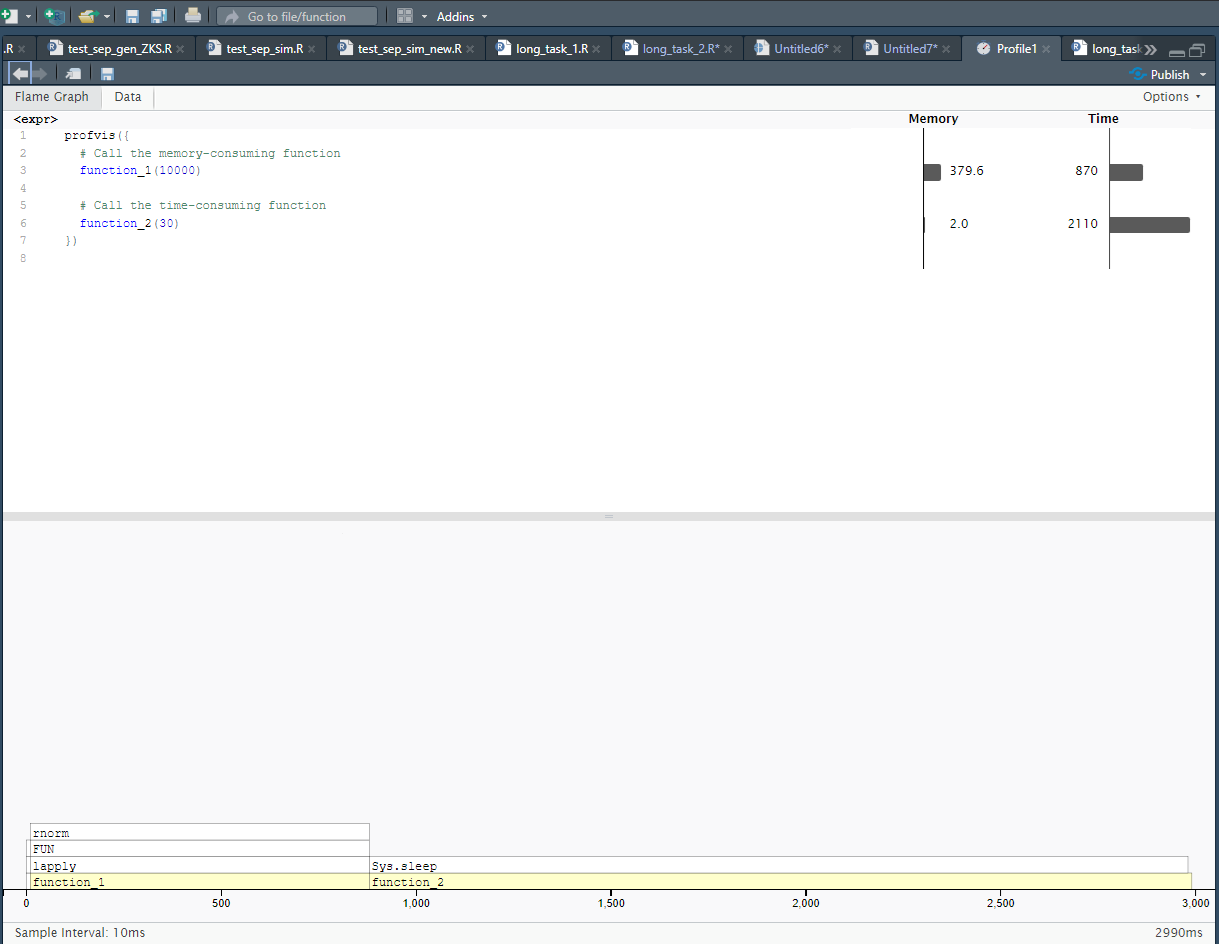 Go to file/function Addins
.R test_sep_gen_ZKS.R test_sep_sim.R test_sep_sim_new.R long_task_1.R long_task_2.R* Untitled6* Untitled7* Profile1 long_task
Publish
Flame Graph Data Options
<expr> Memory Time
1 profvis({
2 # Call the memory-consuming function
3 function_1(10000) 379.6 870
4
5 # Call the time-consuming function
6 function_2(30) 2.0 2110
7 })
8
rnorm
FUN
lapply Sys.sleep
function_1 function_2
0 500 1,000 1,500 2,000 2,500 3,000
Sample Interval: 10ms 2990ms